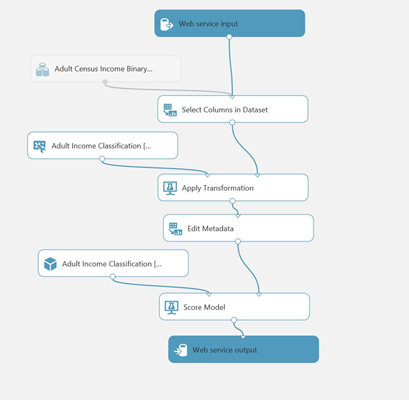 Web service input
Adult Census Income Binary...
Select Columns in Dataset
Adult Income Classification [...
Apply Transformation
Edit Metadata
Adult Income Classification [...
Score Model
Web service output